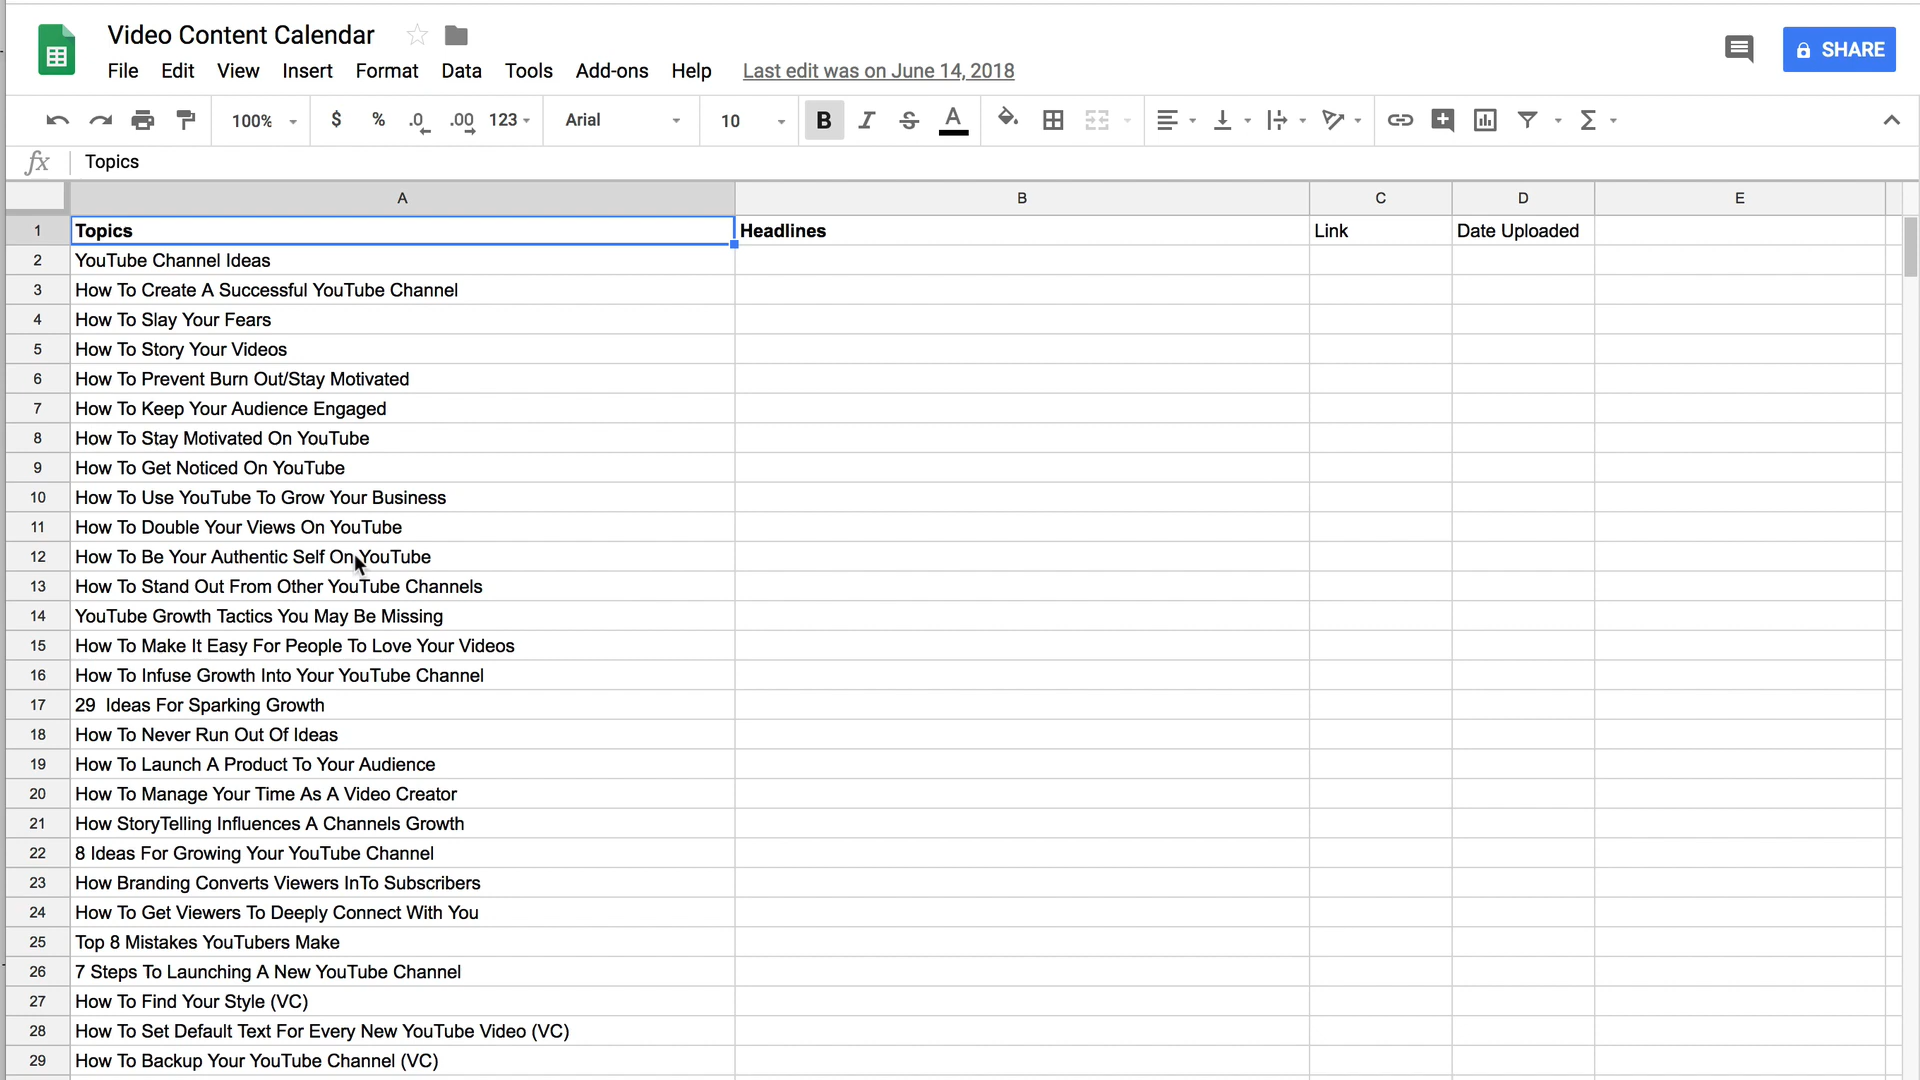 Video Content Calendar
File Edit View Insert Format Data Tools Add-ons Help Last edit was on June 14, 2018
SHARE
100% $ % .0 .00 123 Arial 10 B I S A Σ
fx Topics
A B C D E
1 Topics Headlines Link Date Uploaded
2 YouTube Channel Ideas
3 How To Create A Successful YouTube Channel
4 How To Slay Your Fears
5 How To Story Your Videos
6 How To Prevent Burn Out/Stay Motivated
7 How To Keep Your Audience Engaged
8 How To Stay Motivated On YouTube
9 How To Get Noticed On YouTube
10 How To Use YouTube To Grow Your Business
11 How To Double Your Views On YouTube
12 How To Be Your Authentic Self On YouTube
13 How To Stand Out From Other YouTube Channels
14 YouTube Growth Tactics You May Be Missing
15 How To Make It Easy For People To Love Your Videos
16 How To Infuse Growth Into Your YouTube Channel
17 29  Ideas For Sparking Growth
18 How To Never Run Out Of Ideas
19 How To Launch A Product To Your Audience
20 How To Manage Your Time As A Video Creator
21 How StoryTelling Influences A Channels Growth
22 8 Ideas For Growing Your YouTube Channel
23 How Branding Converts Viewers InTo Subscribers
24 How To Get Viewers To Deeply Connect With You
25 Top 8 Mistakes YouTubers Make
26 7 Steps To Launching A New YouTube Channel
27 How To Find Your Style (VC)
28 How To Set Default Text For Every New YouTube Video (VC)
29 How To Backup Your YouTube Channel (VC)